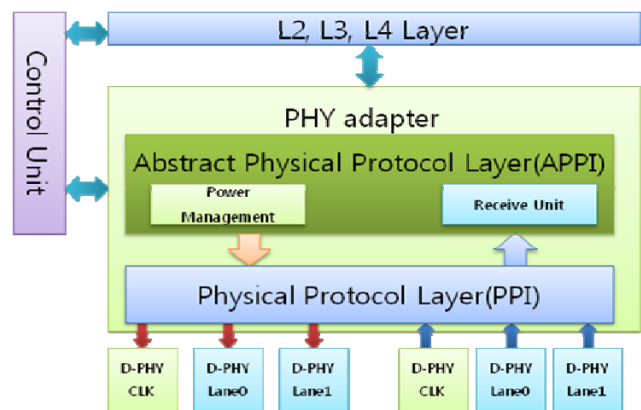 L2, L3, L4 Layer
Control Unit
PHY adapter
Abstract Physical Protocol Layer(APPI)
Power
Management
Receive Unit
Physical Protocol Layer(PPI)
D-PHY
CLK
D-PHY
Lane0
D-PHY
Lane1
D-PHY
CLK
D-PHY
Lane0
D-PHY
Lane1